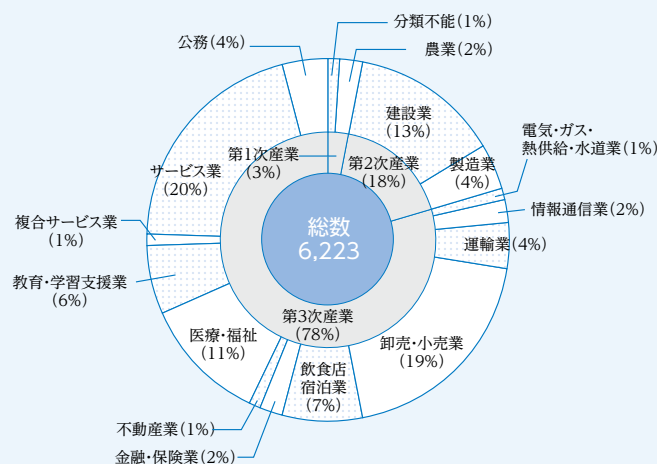 分類不能(1%)
農業(2%)
建設業
(13%)
製造業
(4%)
電気・ガス・
熱供給・水道業(1%)
情報通信業(2%)
運輸業(4%)
卸売・小売業
(19%)
飲食店
宿泊業
(7%)
金融・保険業(2%)
不動産業(1%)
医療・福祉
(11%)
教育・学習支援業
(6%)
複合サービス業
(1%)
サービス業
(20%)
公務(4%)
第1次産業
(3%)
第2次産業
(18%)
第3次産業
(78%)
総数
6,223